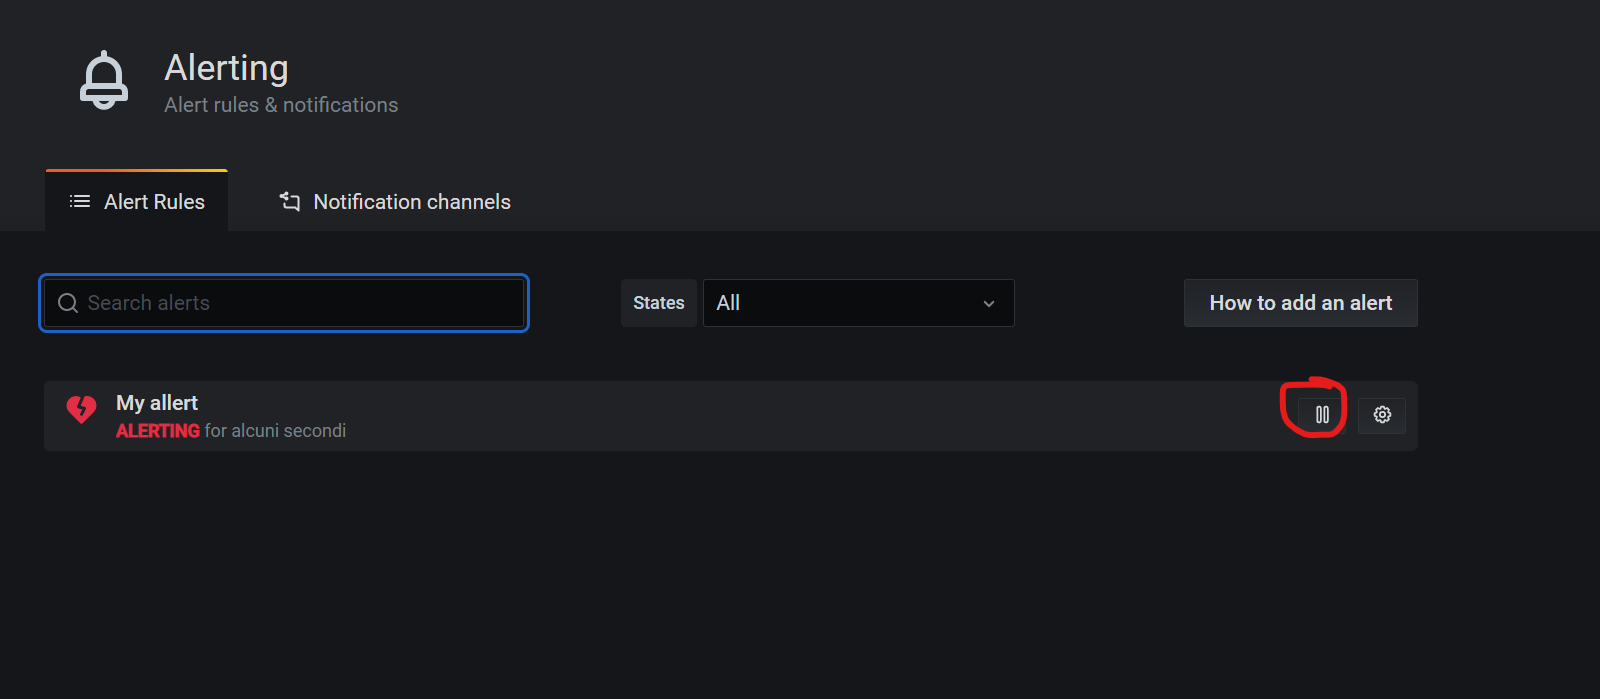 Alerting
Alert rules & notifications
Alert Rules
Notification channels
Search alerts
States
All
How to add an alert
My allert
ALERTING for alcuni secondi